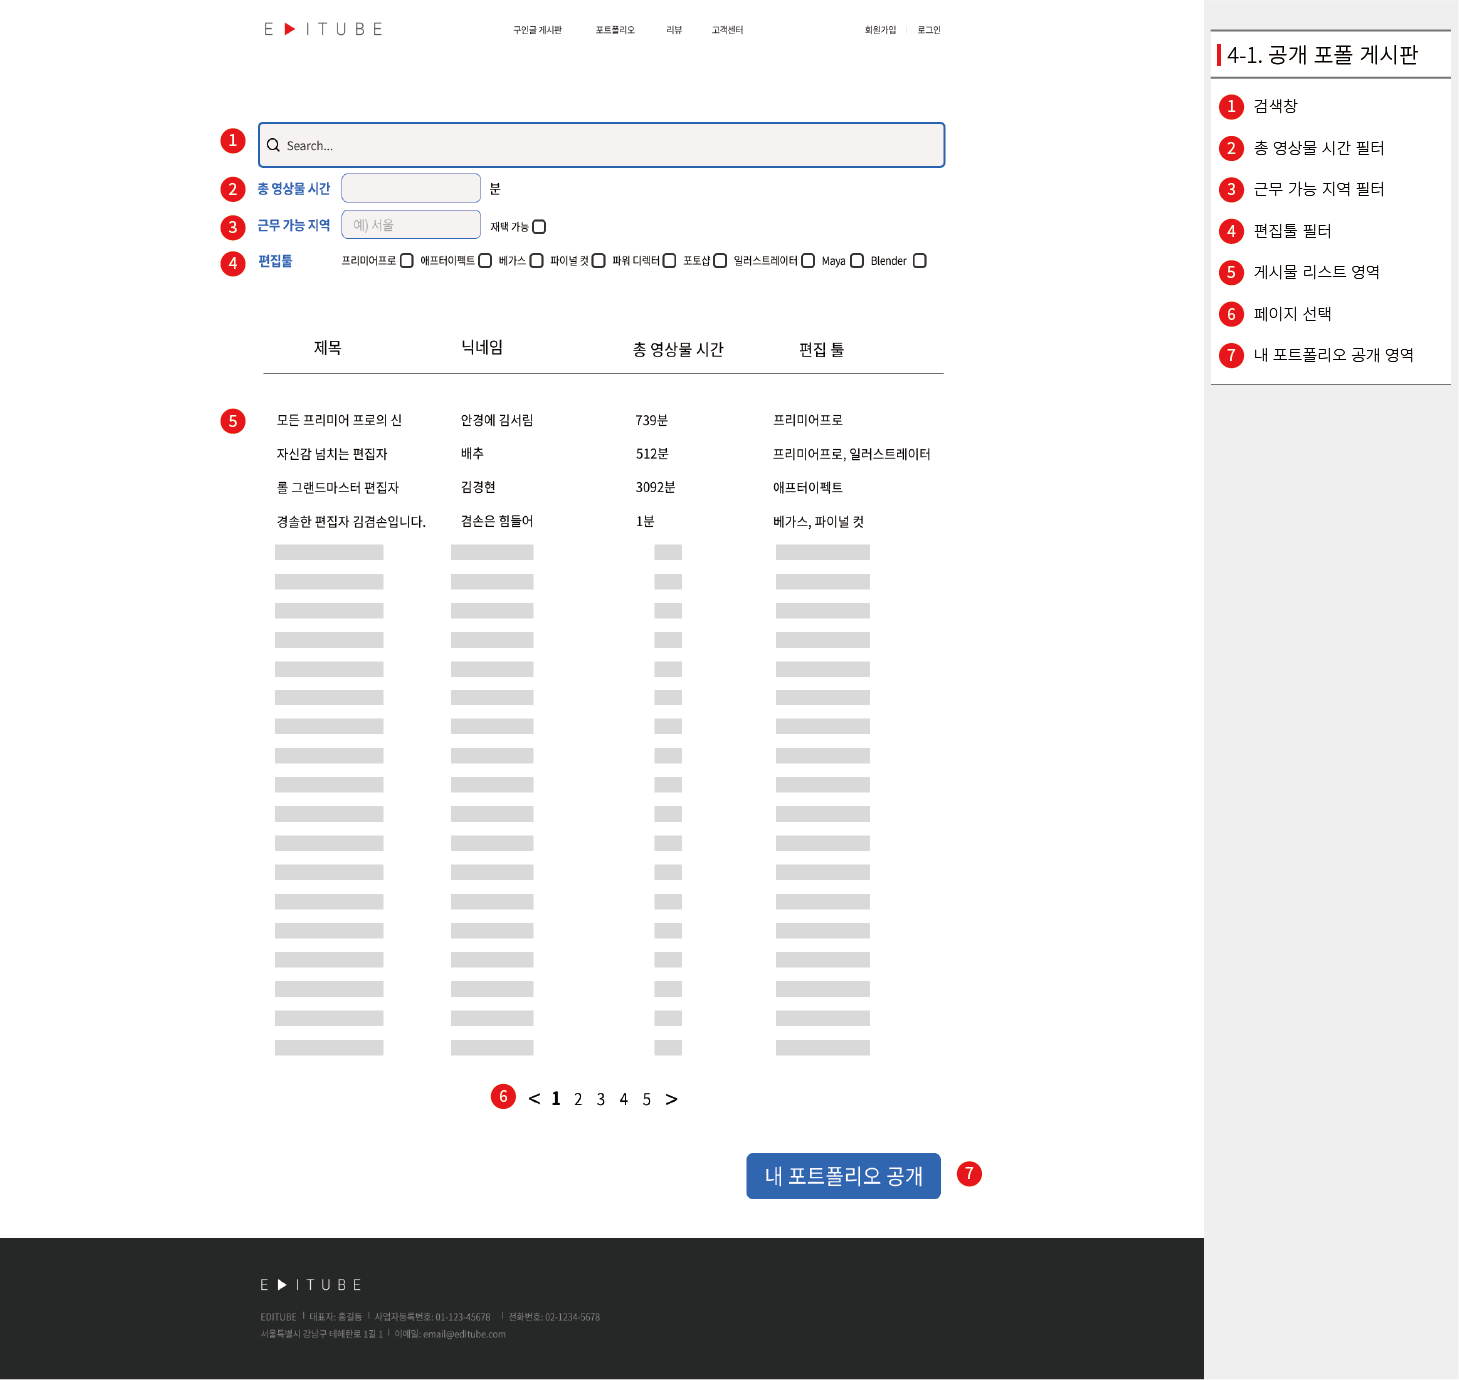 E ITUBE
구인글 게시판 포트폴리오 리뷰 고객센터 회원가입 로그인
1 Search...
2 총 영상물 시간 분
3 근무 가능 지역 예) 서울 재택 가능
4 편집툴 프리미어프로 애프터이펙트 베가스 파이널 컷 파워 디렉터 포토샵 일러스트레이터 Maya Blender
제목 닉네임 총 영상물 시간 편집 툴
5 모든 프리미어 프로의 신 안경에 김서림 739분 프리미어프로
자신감 넘치는 편집자 배추 512분 프리미어프로, 일러스트레이터
롤 그랜드마스터 편집자 김경현 3092분 애프터이펙트
경솔한 편집자 김겸손입니다. 겸손은 힘들어 1분 베가스, 파이널 컷
6 < 1 2 3 4 5 >
내 포트폴리오 공개 7
E ITUBE
EDITUBE 대표자: 홍길동 사업자등록번호: 01-123-45678 전화번호: 02-1234-5678
서울특별시 강남구 테헤란로 1길 1 이메일: email@editube.com
4-1. 공개 포폴 게시판
1 검색창
2 총 영상물 시간 필터
3 근무 가능 지역 필터
4 편집툴 필터
5 게시물 리스트 영역
6 페이지 선택
7 내 포트폴리오 공개 영역